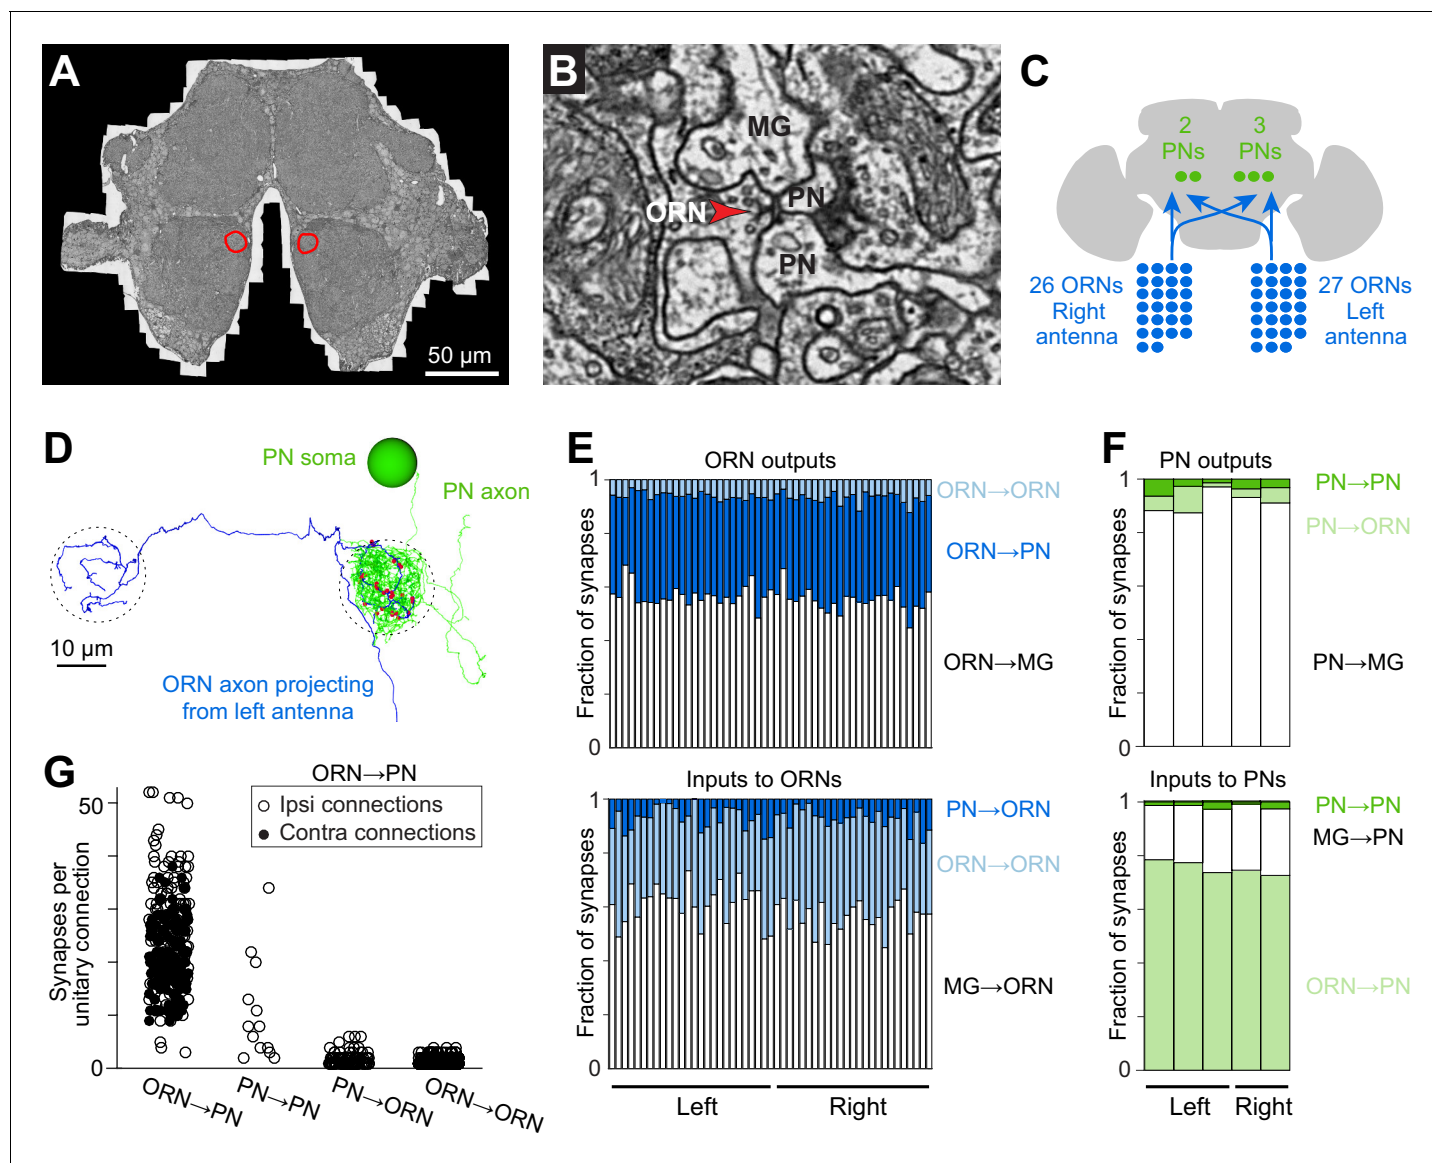 A
50 µm
B
MG
PN
ORN
PN
C
2
PNs
3
PNs
26 ORNs
Right
antenna
27 ORNs
Left
antenna
D
PN soma
PN axon
10 µm
ORN axon projecting
from left antenna
E
ORN outputs
1
Fraction of synapses
0
ORN→ORN
ORN→PN
ORN→MG
Inputs to ORNs
1
Fraction of synapses
0
PN→ORN
ORN→ORN
MG→ORN
Left
Right
F
PN outputs
1
Fraction of synapses
0
PN→PN
PN→ORN
PN→MG
Inputs to PNs
1
Fraction of synapses
0
PN→PN
MG→PN
ORN→PN
Left
Right
G
ORN→PN
Ipsi connections
Contra connections
50
Synapses per
unitary connection
0
ORN→PN
PN→PN
PN→ORN
ORN→ORN